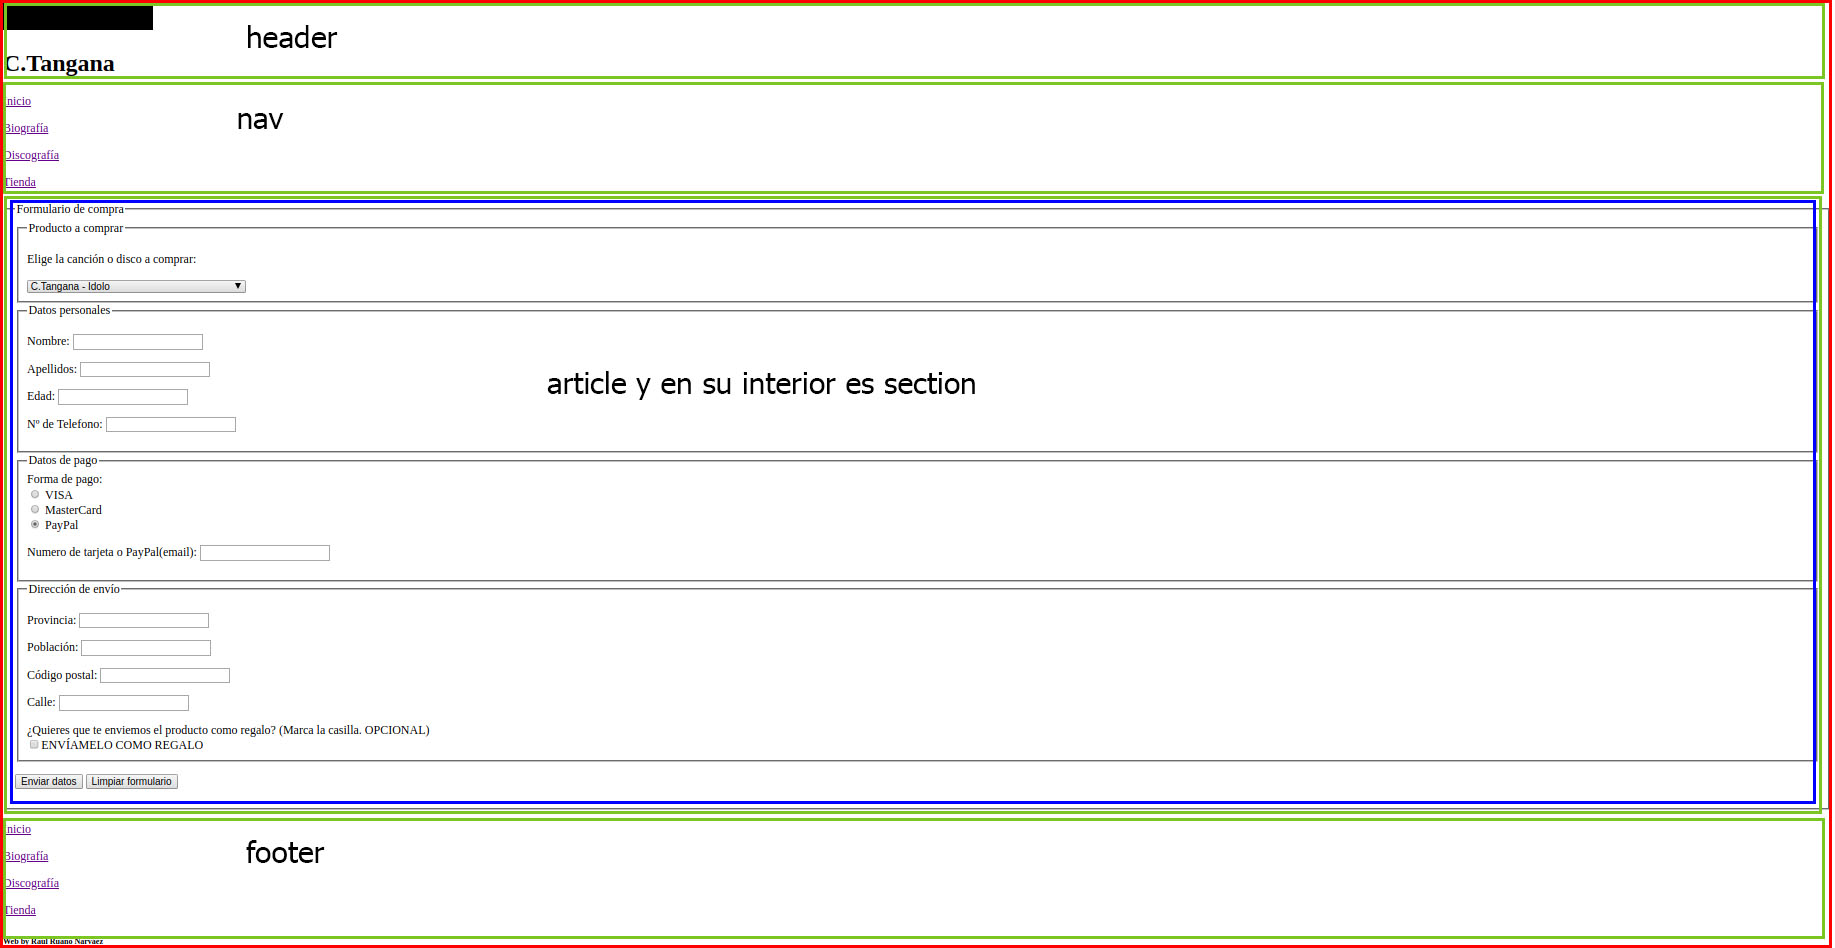 header
C.Tangana
Inicio
nav
Biografía
Discografía
Tienda
Formulario de compra
Producto a comprar
Elige la canción o disco a comprar:
C.Tangana - Idolo
Datos personales
Nombre:
Apellidos:
article y en su interior es section
Edad:
Nº de Telefono:
Datos de pago
Forma de pago:
VISA
MasterCard
PayPal
Numero de tarjeta o PayPal(email):
Dirección de envío
Provincia:
Población:
Código postal:
Calle:
¿Quieres que te enviemos el producto como regalo? (Marca la casilla. OPCIONAL)
ENVÍAMELO COMO REGALO
Enviar datos Limpiar formulario
Inicio
footer
Biografía
Discografía
Tienda
Web by Raúl Ruano Narváez